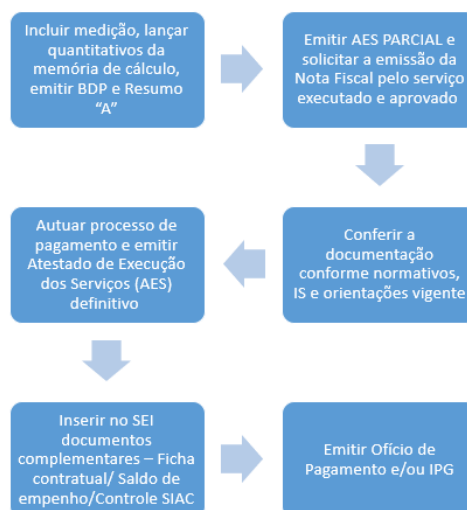 Incluir medição, lançar
quantitativos da
memória de cálculo,
emitir BDP e Resumo
“A”
Emitir AES PARCIAL e
solicitar a emissão da
Nota Fiscal pelo serviço
executado e aprovado
Conferir a
documentação
conforme normativos,
IS e orientações vigente
Autuar processo de
pagamento e emitir
Atestado de Execução
dos Serviços (AES)
definitivo
Inserir no SEI
documentos
complementares – Ficha
contratual/ Saldo de
empenho/Controle SIAC
Emitir Ofício de
Pagamento e/ou IPG